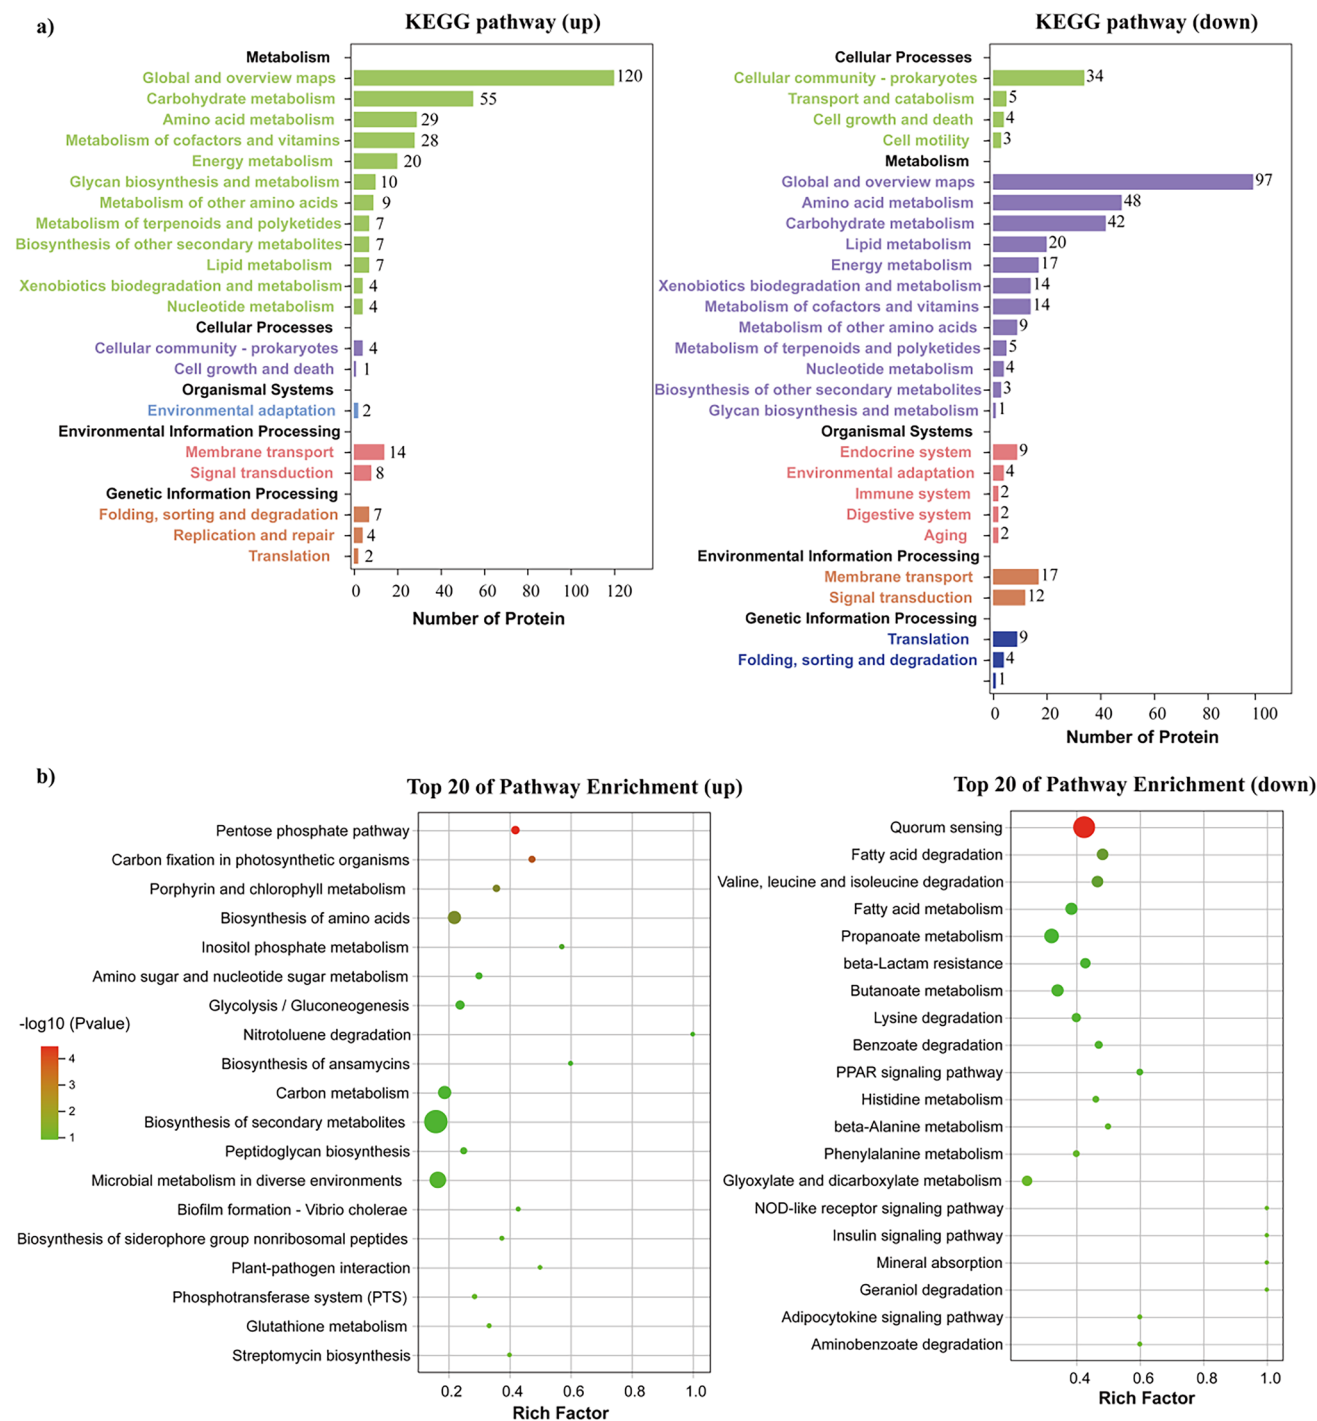 a)
KEGG pathway (up)
Metabolism
Global and overview maps 120
Carbohydrate metabolism 55
Amino acid metabolism 29
Metabolism of cofactors and vitamins 28
Energy metabolism 20
Glycan biosynthesis and metabolism 10
Metabolism of other amino acids 9
Metabolism of terpenoids and polyketides 7
Biosynthesis of other secondary metabolites 7
Lipid metabolism 7
Xenobiotics biodegradation and metabolism 4
Nucleotide metabolism 4
Cellular Processes
Cellular community - prokaryotes 4
Cell growth and death 1
Organismal Systems
Environmental adaptation 2
Environmental Information Processing
Membrane transport 14
Signal transduction 8
Genetic Information Processing
Folding, sorting and degradation 7
Replication and repair 4
Translation 2
0 20 40 60 80 100 120
Number of Protein
KEGG pathway (down)
Cellular Processes
Cellular community - prokaryotes 34
Transport and catabolism 5
Cell growth and death 4
Cell motility 3
Metabolism
Global and overview maps 97
Amino acid metabolism 48
Carbohydrate metabolism 42
Lipid metabolism 20
Energy metabolism 17
Xenobiotics biodegradation and metabolism 14
Metabolism of cofactors and vitamins 14
Metabolism of other amino acids 9
Metabolism of terpenoids and polyketides 5
Nucleotide metabolism 4
Biosynthesis of other secondary metabolites 3
Glycan biosynthesis and metabolism 1
Organismal Systems
Endocrine system 9
Environmental adaptation 4
Immune system 2
Digestive system 2
Aging 2
Environmental Information Processing
Membrane transport 17
Signal transduction 12
Genetic Information Processing
Translation 9
Folding, sorting and degradation 4
1
0 20 40 60 80 100
Number of Protein
b)
Top 20 of Pathway Enrichment (up)
Pentose phosphate pathway
Carbon fixation in photosynthetic organisms
Porphyrin and chlorophyll metabolism
Biosynthesis of amino acids
Inositol phosphate metabolism
Amino sugar and nucleotide sugar metabolism
Glycolysis / Gluconeogenesis
Nitrotoluene degradation
Biosynthesis of ansamycins
Carbon metabolism
Biosynthesis of secondary metabolites
Peptidoglycan biosynthesis
Microbial metabolism in diverse environments
Biofilm formation - Vibrio cholerae
Biosynthesis of siderophore group nonribosomal peptides
Plant-pathogen interaction
Phosphotransferase system (PTS)
Glutathione metabolism
Streptomycin biosynthesis
0.2 0.4 0.6 0.8 1.0
Rich Factor
-log10 (Pvalue)
4
3
2
1
Top 20 of Pathway Enrichment (down)
Quorum sensing
Fatty acid degradation
Valine, leucine and isoleucine degradation
Fatty acid metabolism
Propanoate metabolism
beta-Lactam resistance
Butanoate metabolism
Lysine degradation
Benzoate degradation
PPAR signaling pathway
Histidine metabolism
beta-Alanine metabolism
Phenylalanine metabolism
Glyoxylate and dicarboxylate metabolism
NOD-like receptor signaling pathway
Insulin signaling pathway
Mineral absorption
Geraniol degradation
Adipocytokine signaling pathway
Aminobenzoate degradation
0.4 0.6 0.8 1.0
Rich Factor